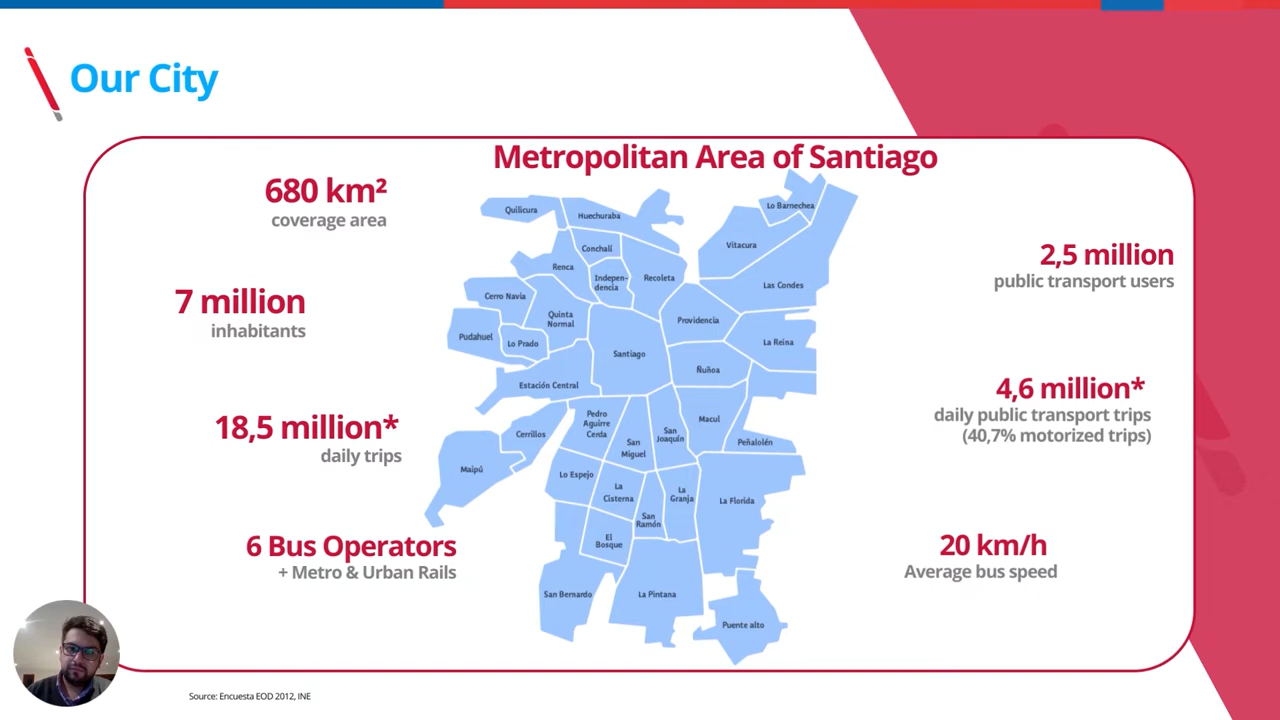 Our City
Metropolitan Area of Santiago
680 km²
coverage area
7 million
inhabitants
18,5 million*
daily trips
6 Bus Operators
+ Metro & Urban Rails
Quilicura
Huechuraba
Lo Barnechea
Conchalí
Vitacura
Renca
Indepen-
dencia
Recoleta
Las Condes
Cerro Navia
Quinta
Normal
Providencia
Pudahuel
Lo Prado
La Reina
Santiago
Ñuñoa
Estación Central
Pedro
Aguirre
Cerda
Cerrillos
San
Miguel
San
Joaquín
Macul
Peñalolén
Maipú
Lo Espejo
La
Cisterna
La
Granja
La Florida
San
Ramón
El
Bosque
San Bernardo
La Pintana
Puente alto
2,5 million
public transport users
4,6 million*
daily public transport trips
(40,7% motorized trips)
20 km/h
Average bus speed
Source: Encuesta EOD 2012, INE